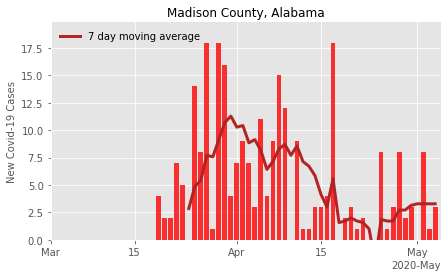 Madison County, Alabama
7 day moving average
New Covid-19 Cases
17.5
15.0
12.5
10.0
7.5
5.0
2.5
0.0
Mar
15
Apr
15
May
2020-May